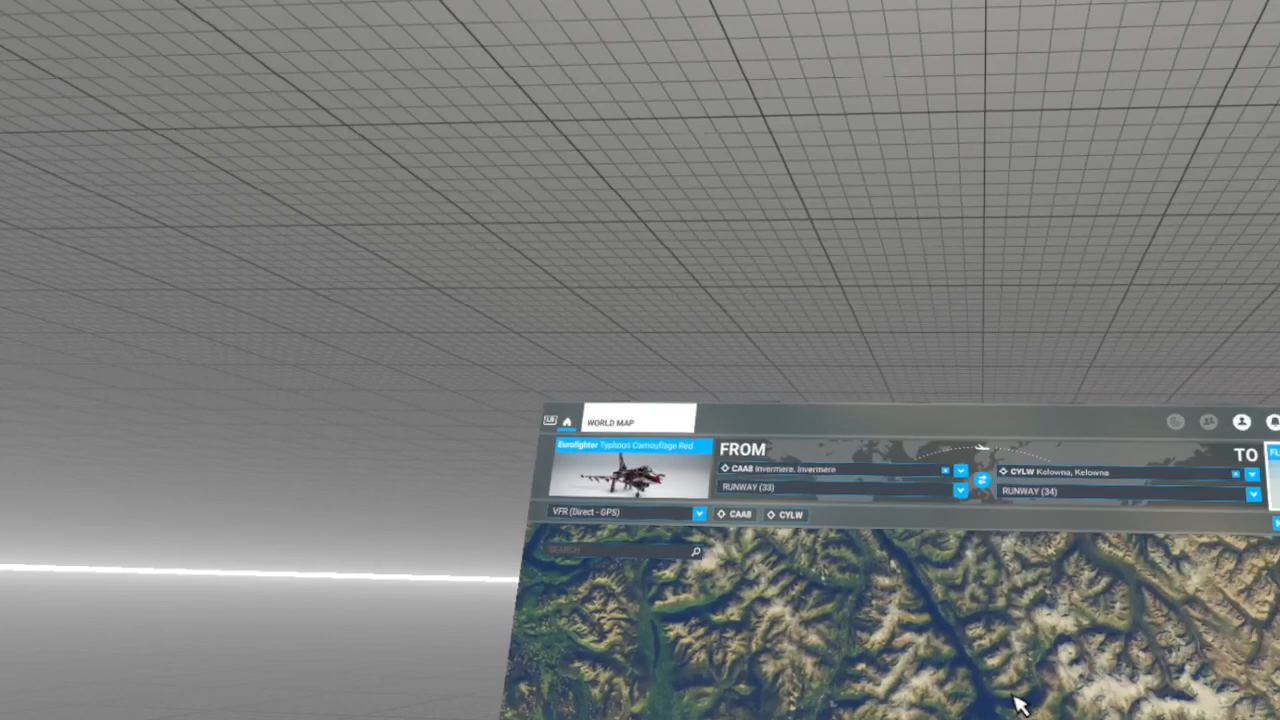 LB
WORLD MAP
Eurofighter Typhoon Camouflage Red
FROM
TO
CAA8 Invermere, Invermere
CYLW Kelowna, Kelowna
RUNWAY (33)
RUNWAY (34)
VFR (Direct - GPS)
CAA8
CYLW
SEARCH